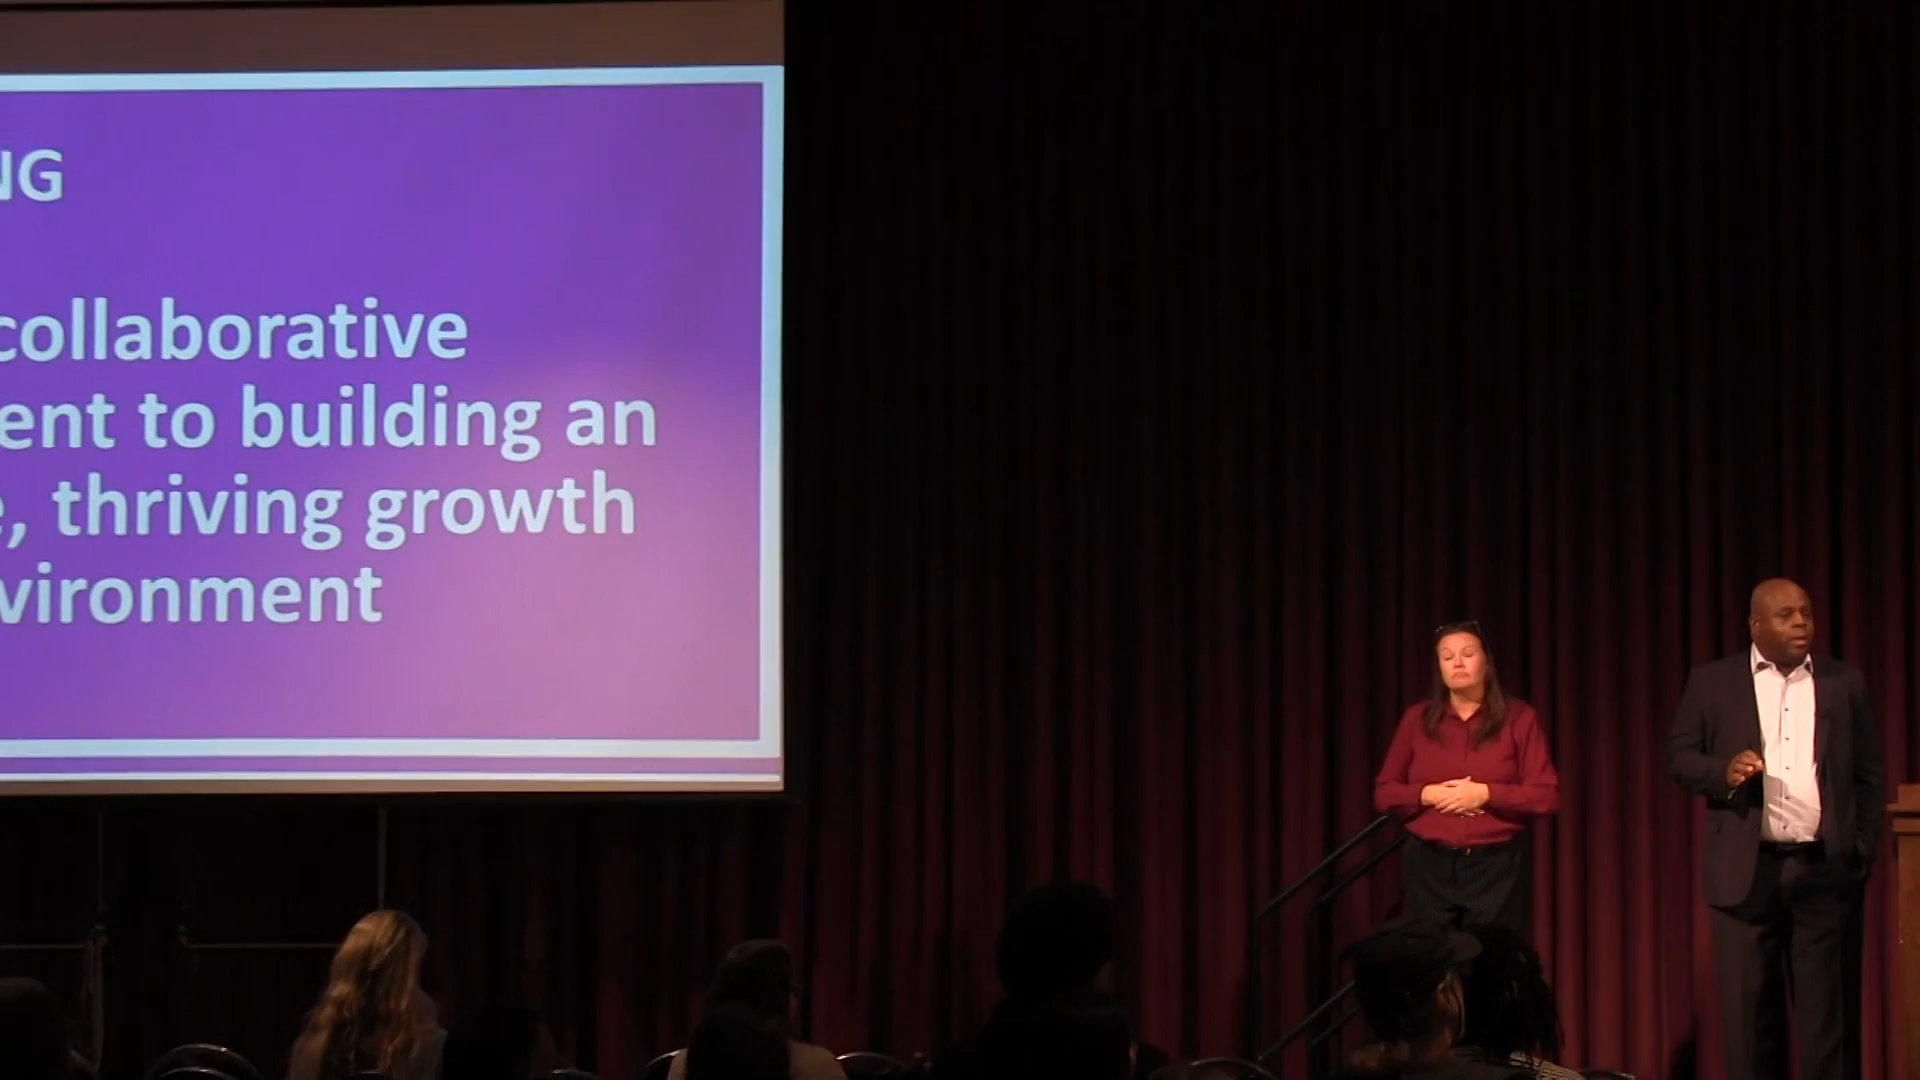 NG
collaborative
ent to building an
, thriving growth
vironment